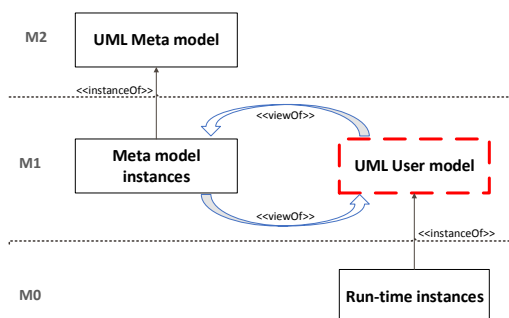 M2
UML Meta model
<<instanceOf>>
<<viewOf>>
M1
Meta model
instances
UML User model
<<viewOf>>
<<instanceOf>>
M0
Run-time instances